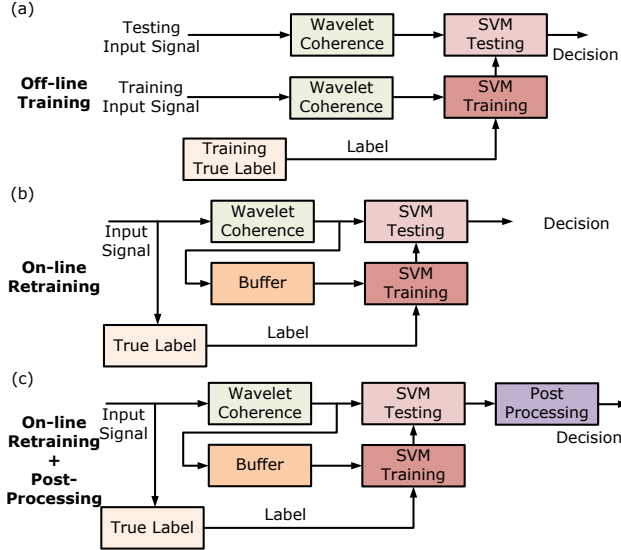 (a)
Off-line
Training
Testing
Input Signal
Wavelet
Coherence
SVM
Testing
Decision
Training
Input Signal
Wavelet
Coherence
SVM
Training
Training
True Label
Label
(b)
On-line
Retraining
Input
Signal
Wavelet
Coherence
SVM
Testing
Decision
Buffer
SVM
Training
True Label
Label
(c)
On-line
Retraining
+
Post-
Processing
Input
Signal
Wavelet
Coherence
SVM
Testing
Post
Processing
Decision
Buffer
SVM
Training
True Label
Label